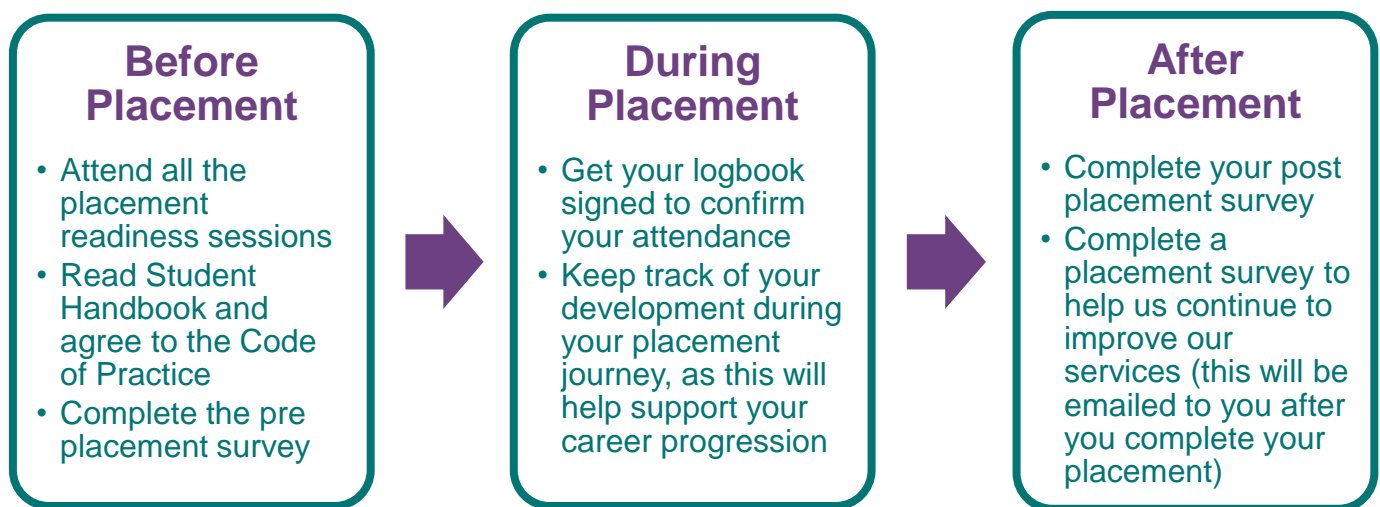 Before
Placement
• Attend all the
placement
readiness sessions
• Read Student
Handbook and
agree to the Code
of Practice
• Complete the pre
placement survey
During
Placement
• Get your logbook
signed to confirm
your attendance
• Keep track of your
development during
your placement
journey, as this will
help support your
career progression
After
Placement
• Complete your post
placement survey
• Complete a
placement survey to
help us continue to
improve our
services (this will be
emailed to you after
you complete your
placement)